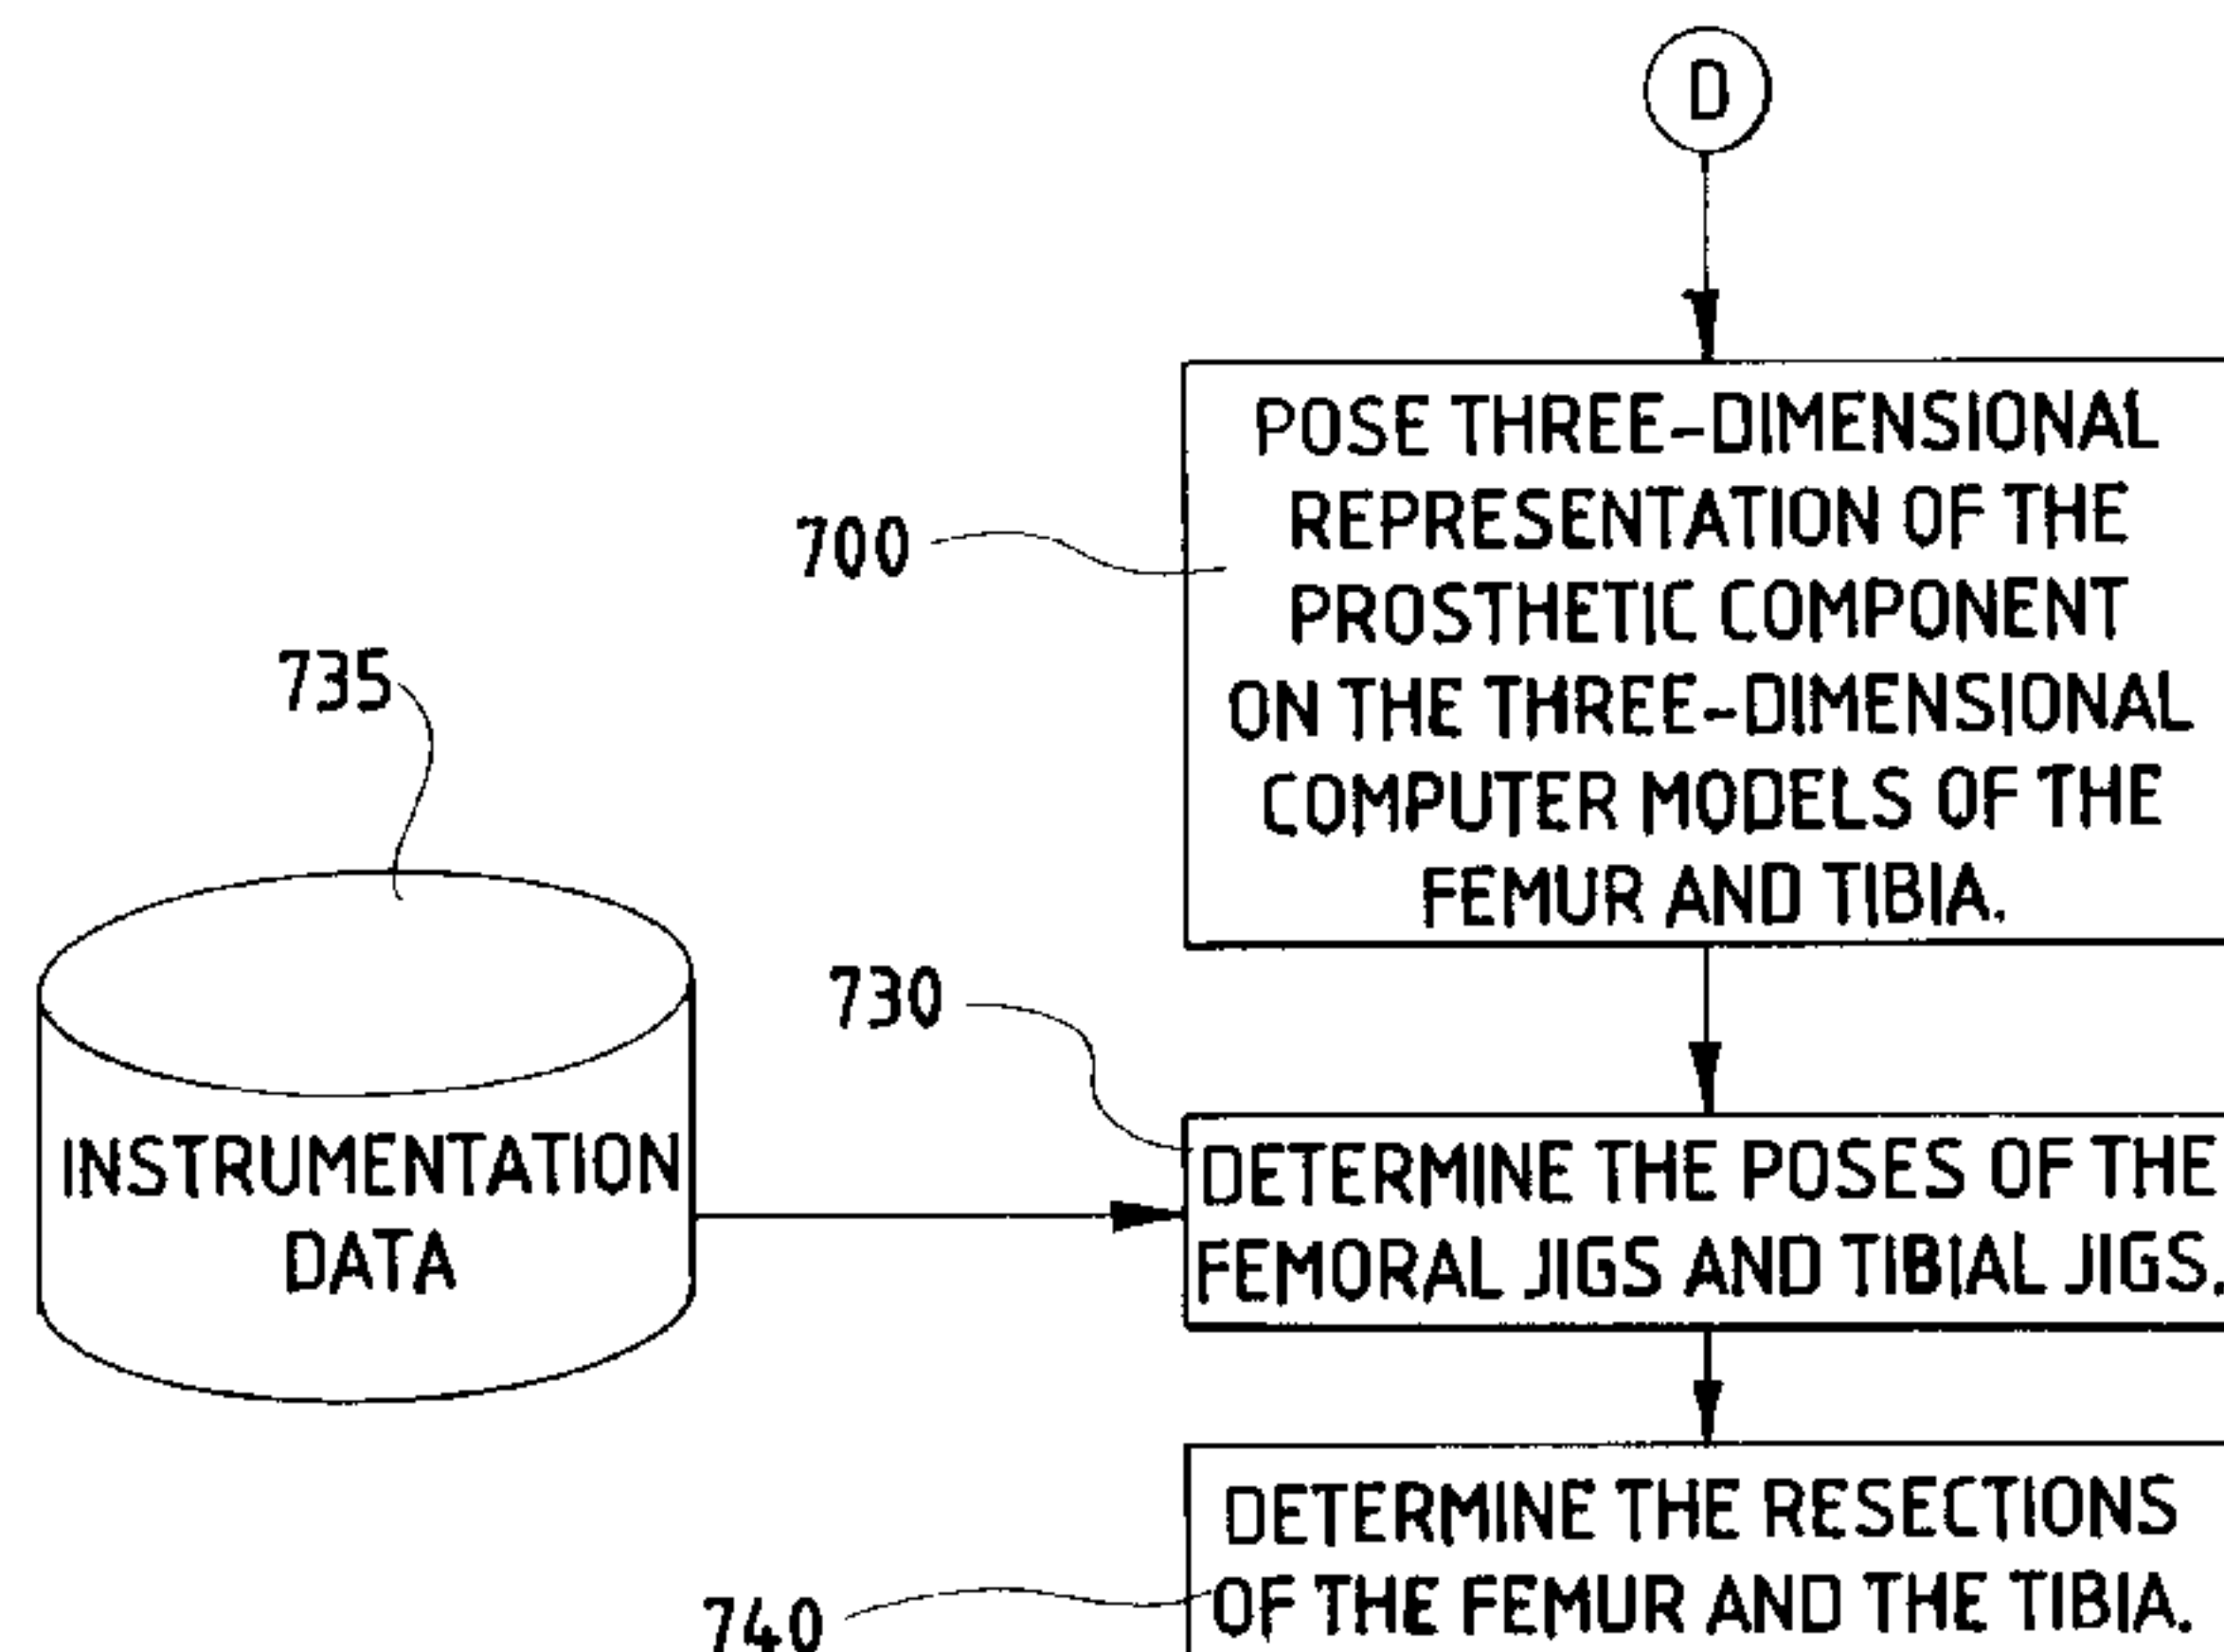 D
POSE THREE-DIMENSIONAL
REPRESENTATION OF THE
PROSTHETIC COMPONENT
ON THE THREE-DIMENSIONAL
COMPUTER MODELS OF THE
FEMUR AND TIBIA.
700
735
730
INSTRUMENTATION
DATA
DETERMINE THE POSES OF THE
FEMORAL JIGS AND TIBIAL JIGS.
DETERMINE THE RESECTIONS
OF THE FEMUR AND THE TIBIA.
740